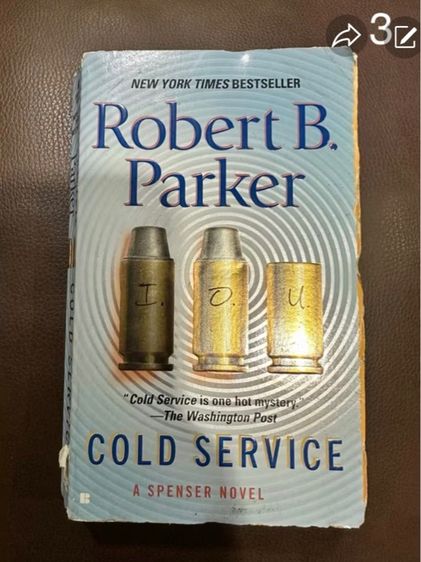 3
NEW YORK TIMES BESTSELLER
Robert B.
Parker
I. O. U.
"Cold Service is one hot mystery."
—The Washington Post
COLD SERVICE
A SPENSER NOVEL
B
Parker
COLD SERVICE